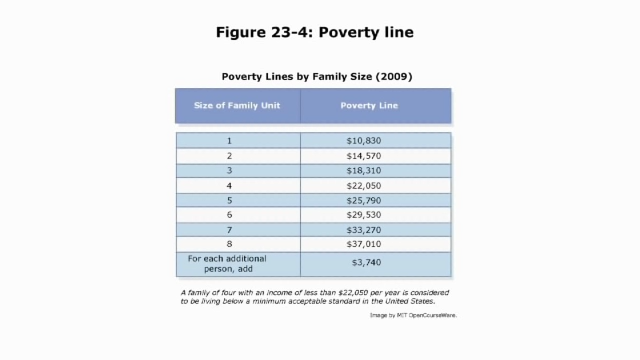 Figure 23-4: Poverty line
Poverty Lines by Family Size (2009)
Size of Family Unit Poverty Line
1 $10,830
2 $14,570
3 $18,310
4 $22,050
5 $25,790
6 $29,530
7 $33,270
8 $37,010
For each additional
person, add $3,740
A family of four with an income of less than $22,050 per year is considered
to be living below a minimum acceptable standard in the United States.
Image by MIT OpenCourseWare.